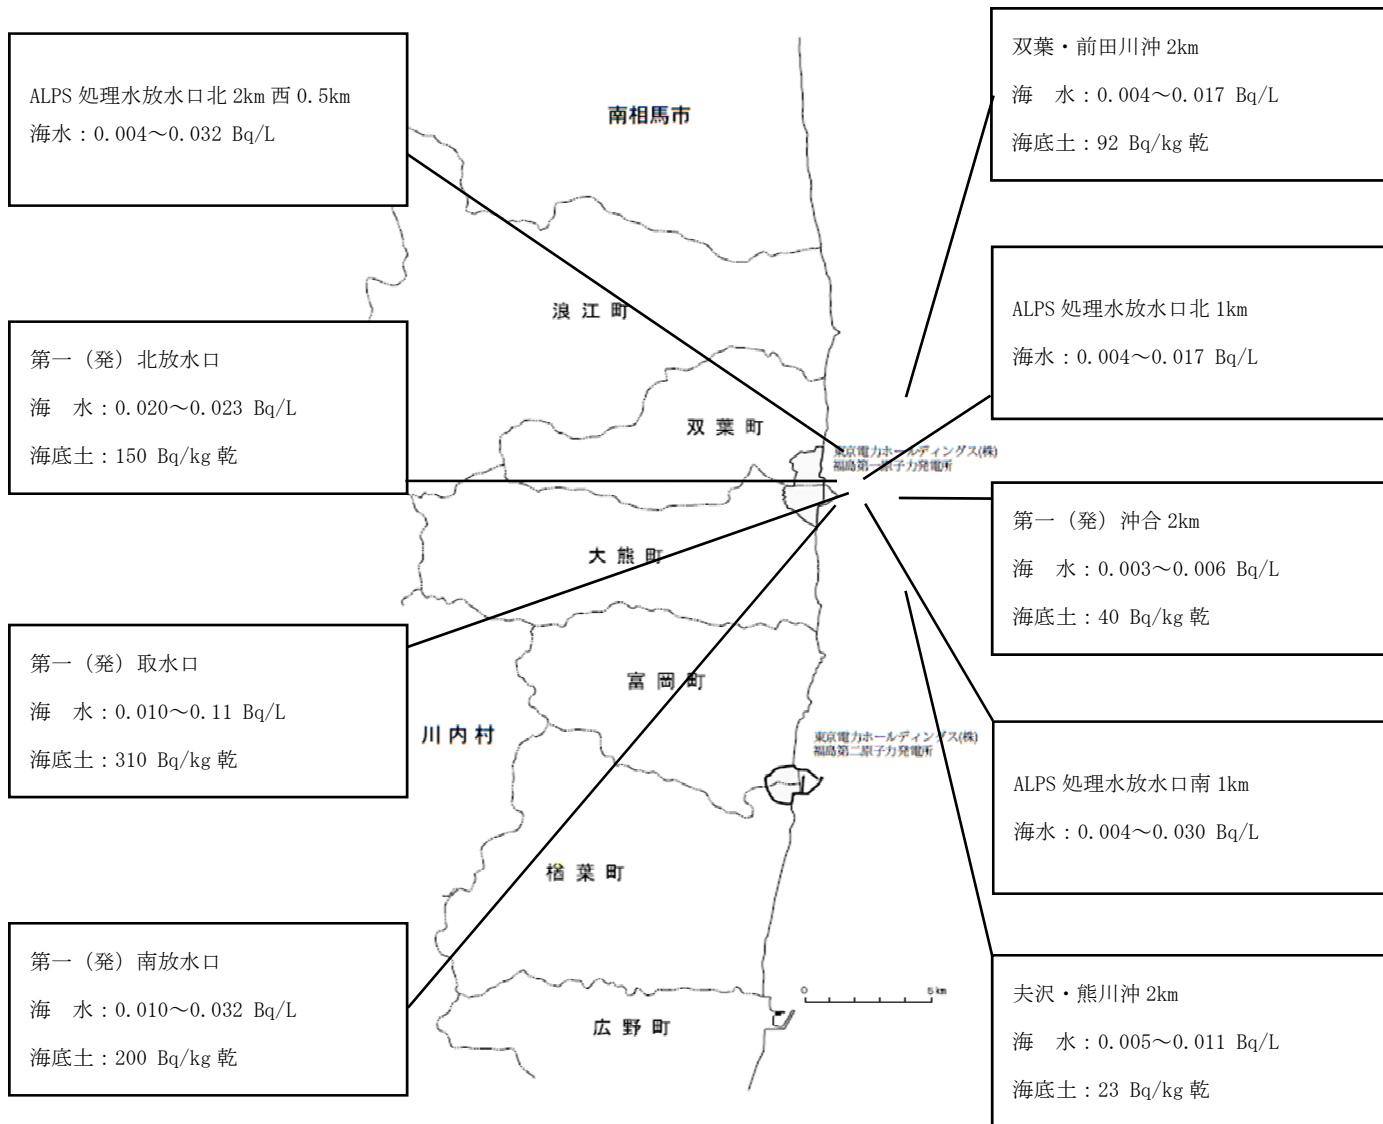 ALPS 処理水放水口北 2km 西 0.5km
海水：0.004～0.032 Bq/L
第一（発）北放水口
海　水：0.020～0.023 Bq/L
海底土：150 Bq/kg 乾
第一（発）取水口
海　水：0.010～0.11 Bq/L
海底土：310 Bq/kg 乾
第一（発）南放水口
海　水：0.010～0.032 Bq/L
海底土：200 Bq/kg 乾
南相馬市
浪江町
双葉町
東京電力ホールディングス(株)
福島第一原子力発電所
大熊町
富岡町
川内村
東京電力ホールディングス(株)
福島第二原子力発電所
楢葉町
広野町
0 5km
双葉・前田川沖 2km
海　水：0.004～0.017 Bq/L
海底土：92 Bq/kg 乾
ALPS 処理水放水口北 1km
海水：0.004～0.017 Bq/L
第一（発）沖合 2km
海　水：0.003～0.006 Bq/L
海底土：40 Bq/kg 乾
ALPS 処理水放水口南 1km
海水：0.004～0.030 Bq/L
夫沢・熊川沖 2km
海　水：0.005～0.011 Bq/L
海底土：23 Bq/kg 乾